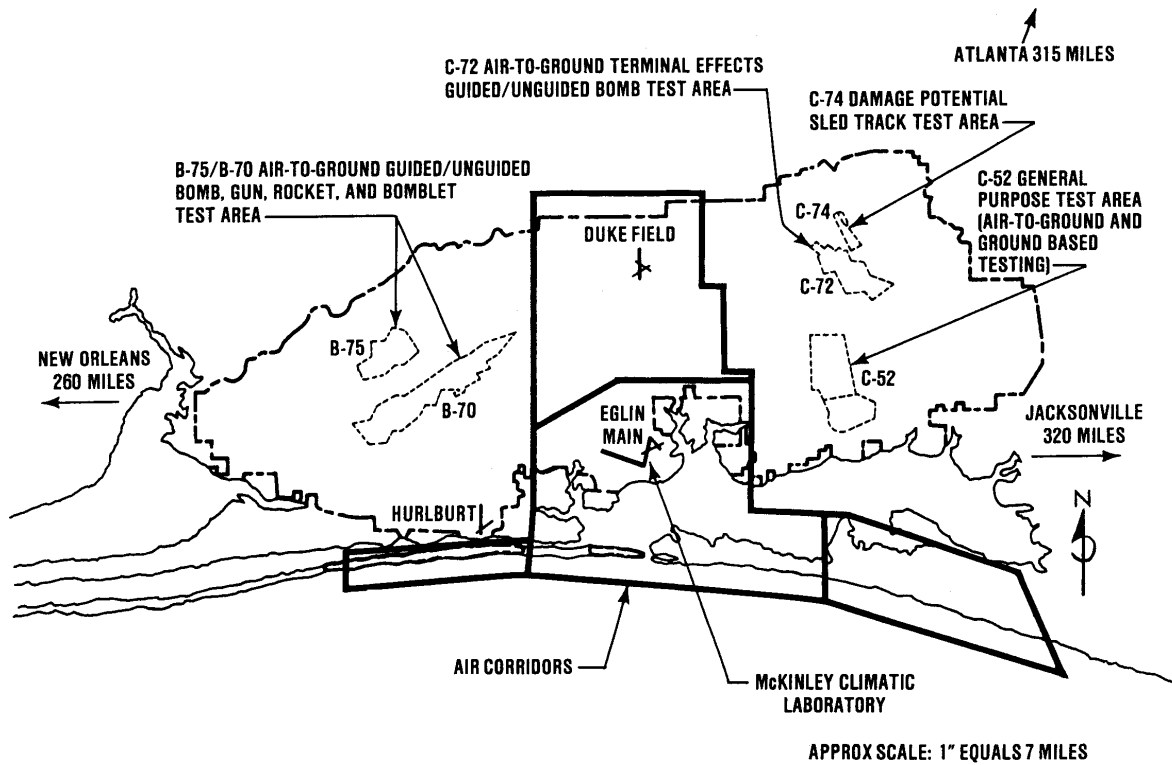 ATLANTA 315 MILES
C-72 AIR-TO-GROUND TERMINAL EFFECTS
GUIDED/UNGUIDED BOMB TEST AREA
C-74 DAMAGE POTENTIAL
SLED TRACK TEST AREA
B-75/B-70 AIR-TO-GROUND GUIDED/UNGUIDED
BOMB, GUN, ROCKET, AND BOMBLET
TEST AREA
C-52 GENERAL
PURPOSE TEST AREA
(AIR-TO-GROUND AND
GROUND BASED
TESTING)
C-74
DUKE FIELD
C-72
B-75
NEW ORLEANS
260 MILES
C-52
B-70
EGLIN
MAIN
JACKSONVILLE
320 MILES
N
HURLBURT
AIR CORRIDORS
McKINLEY CLIMATIC
LABORATORY
APPROX SCALE: 1" EQUALS 7 MILES